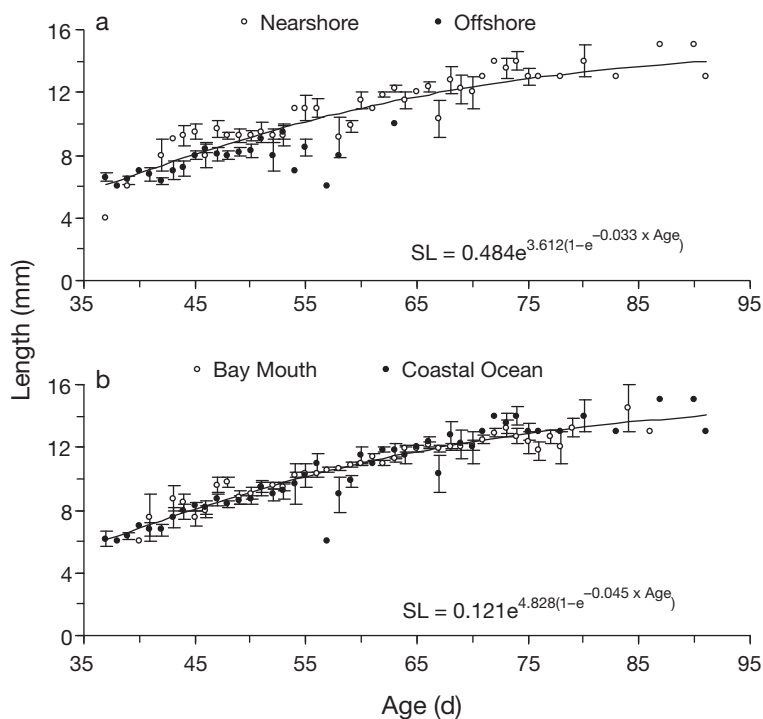 a
Nearshore
Offshore
16
12
8
4
0
SL = 0.484e^3.612(1–e^–0.033 x Age)
35 45 55 65 75 85 95
Length (mm)
b
Bay Mouth
Coastal Ocean
16
12
8
4
0
SL = 0.121e^4.828(1–e^–0.045 x Age)
35 45 55 65 75 85 95
Age (d)